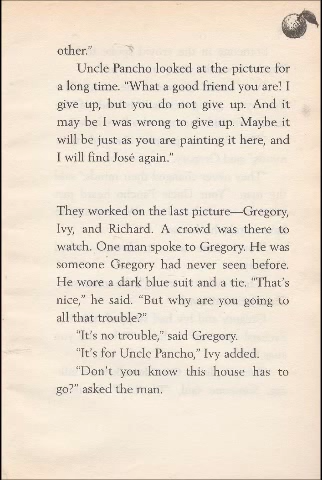 other."
Uncle Pancho looked at the picture for
a long time. "What a good friend you are! I
give up, but you do not give up. And it
may be I was wrong to give up. Maybe it
will be just as you are painting it here, and
I will find José again."
They worked on the last picture—Gregory,
Ivy, and Richard. A crowd was there to
watch. One man spoke to Gregory. He was
someone Gregory had never seen before.
He wore a dark blue suit and a tie. "That's
nice," he said. "But why are you going to
all that trouble?"
"It's no trouble," said Gregory.
"It's for Uncle Pancho," Ivy added.
"Don't you know this house has to
go?" asked the man.